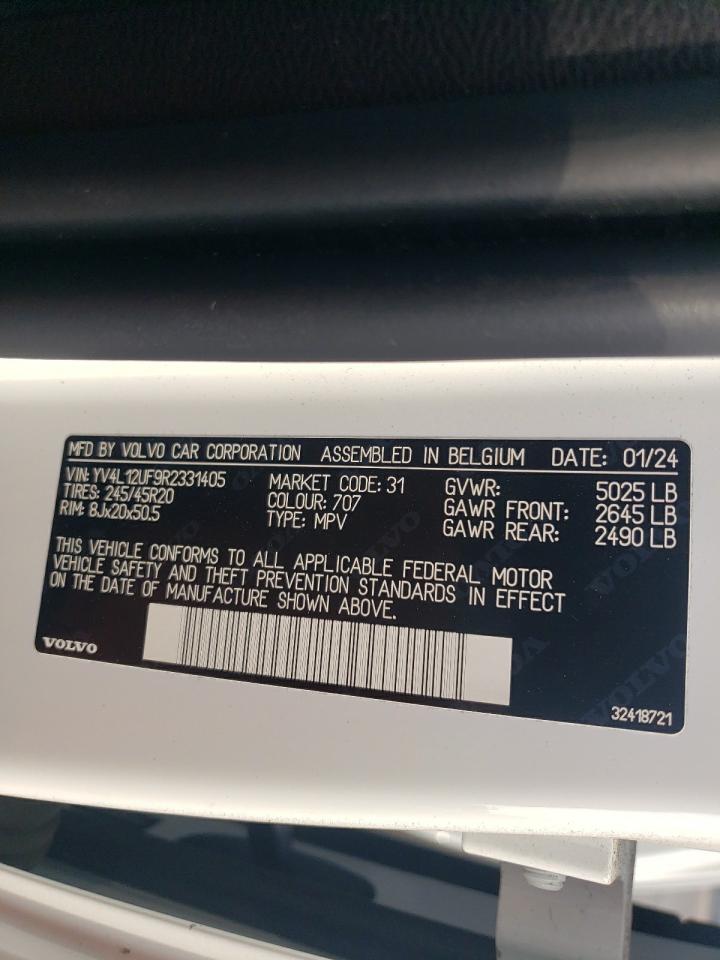 MFD BY VOLVO CAR CORPORATION ASSEMBLED IN BELGIUM DATE: 01/24
VIN: YV4L12UF9R2331405 MARKET CODE: 31 GVWR: 5025 LB
TIRES: 245/45R20 COLOUR: 707 GAWR FRONT: 2645 LB
RIM: 8Jx20x50.5 TYPE: MPV GAWR REAR: 2490 LB
THIS VEHICLE CONFORMS TO ALL APPLICABLE FEDERAL MOTOR
VEHICLE SAFETY AND THEFT PREVENTION STANDARDS IN EFFECT
ON THE DATE OF MANUFACTURE SHOWN ABOVE.
VOLVO
32418721